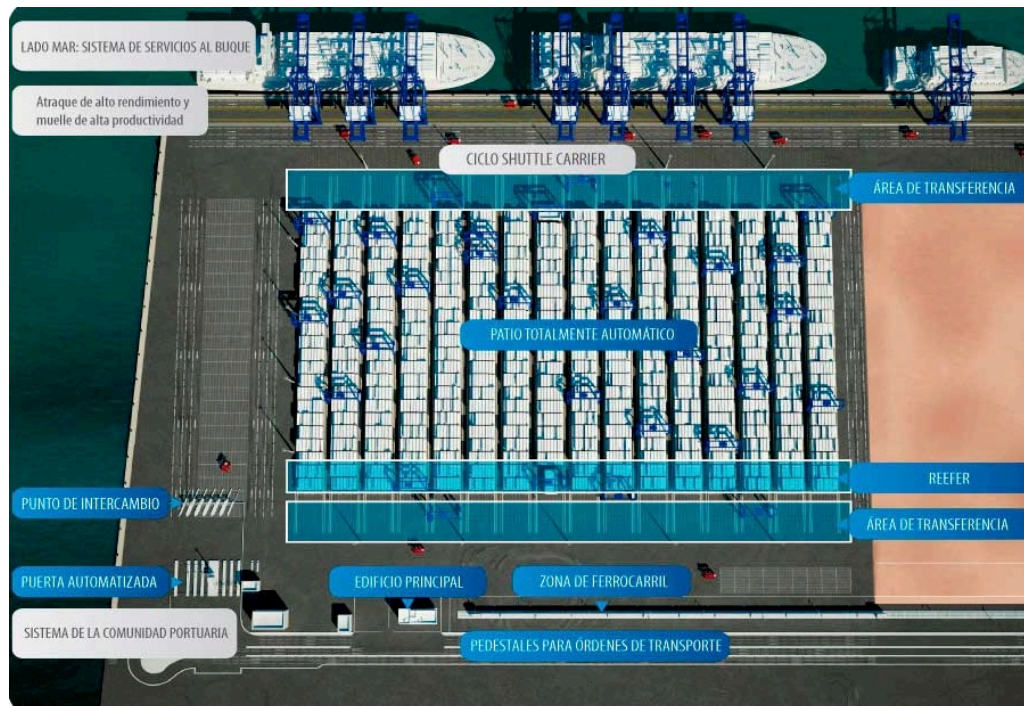 LADO MAR: SISTEMA DE SERVICIOS AL BUQUE
Atraque de alto rendimiento y
muelle de alta productividad
CICLO SHUTTLE CARRIER
ÁREA DE TRANSFERENCIA
PATIO TOTALMENTE AUTOMÁTICO
REEFER
PUNTO DE INTERCAMBIO
ÁREA DE TRANSFERENCIA
PUERTA AUTOMATIZADA
EDIFICIO PRINCIPAL
ZONA DE FERROCARRIL
SISTEMA DE LA COMUNIDAD PORTUARIA
PEDESTALES PARA ÓRDENES DE TRANSPORTE